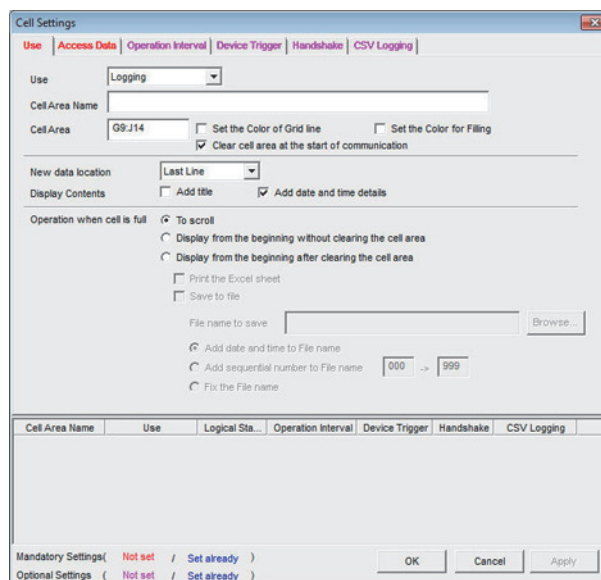 Cell Settings
Use Access Data Operation Interval Device Trigger Handshake CSV Logging
Use Logging
Cell Area Name
Cell Area G9:J14 Set the Color of Grid line Set the Color for Filling
Clear cell area at the start of communication
New data location Last Line
Display Contents Add title Add date and time details
Operation when cell is full To scroll
Display from the beginning without clearing the cell area
Display from the beginning after clearing the cell area
Print the Excel sheet
Save to file
File name to save Browse...
Add date and time to File name
Add sequential number to File name 000 -> 999
Fix the File name
Cell Area Name Use Logical Sta... Operation Interval Device Trigger Handshake CSV Logging
Mandatory Settings( Not set / Set already )
Optional Settings ( Not set / Set already )
OK Cancel Apply